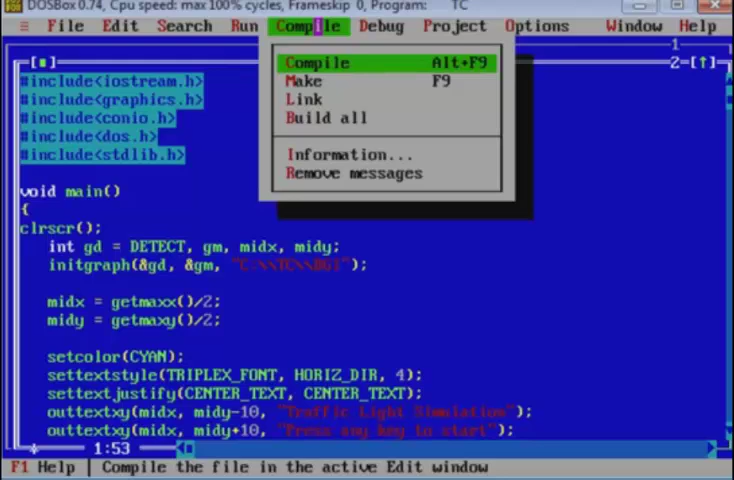 DOSBox 0.74, Cpu speed: max 100% cycles, Frameskip 0, Program: TC
≡ File Edit Search Run Compile Debug Project Options Window Help
1
[■] 2=[↑]
Compile Alt+F9
Make F9
Link
Build all
Information...
Remove messages
#include<iostream.h>
#include<graphics.h>
#include<conio.h>
#include<dos.h>
#include<stdlib.h>
void main()
{
clrscr();
int gd = DETECT, gm, midx, midy;
initgraph(&gd, &gm, "C:\\TC\\BGI");
midx = getmaxx()/2;
midy = getmaxy()/2;
setcolor(CYAN);
settextstyle(TRIPLEX_FONT, HORIZ_DIR, 4);
settextjustify(CENTER_TEXT, CENTER_TEXT);
outtextxy(midx, midy-10, "Traffic Light Simulation");
outtextxy(midx, midy+10, "Press any key to start");
1:53
F1 Help | Compile the file in the active Edit window